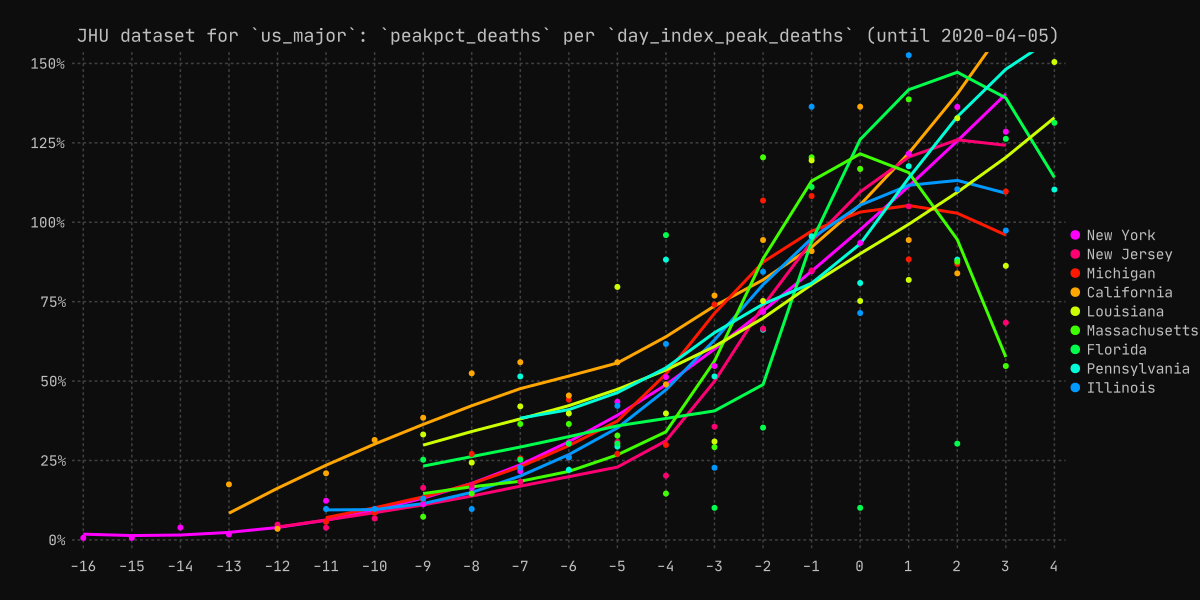 JHU dataset for `us_major`: `peakpct_deaths` per `day_index_peak_deaths` (until 2020-04-05)
150%
125%
100%
75%
50%
25%
0%
-16 -15 -14 -13 -12 -11 -10 -9 -8 -7 -6 -5 -4 -3 -2 -1 0 1 2 3 4
New York
New Jersey
Michigan
California
Louisiana
Massachusetts
Florida
Pennsylvania
Illinois